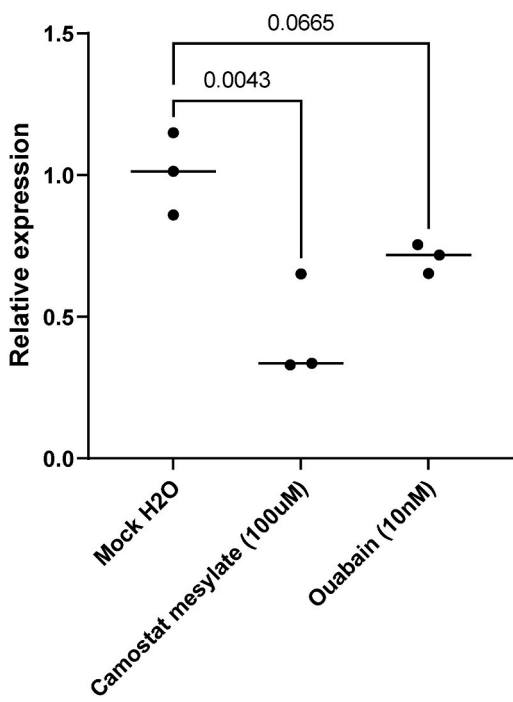 0.0665
1.5
0.0043
1.0
Relative expression
0.5
0.0
Mock H2O
Camostat mesylate (100uM)
Ouabain (10nM)